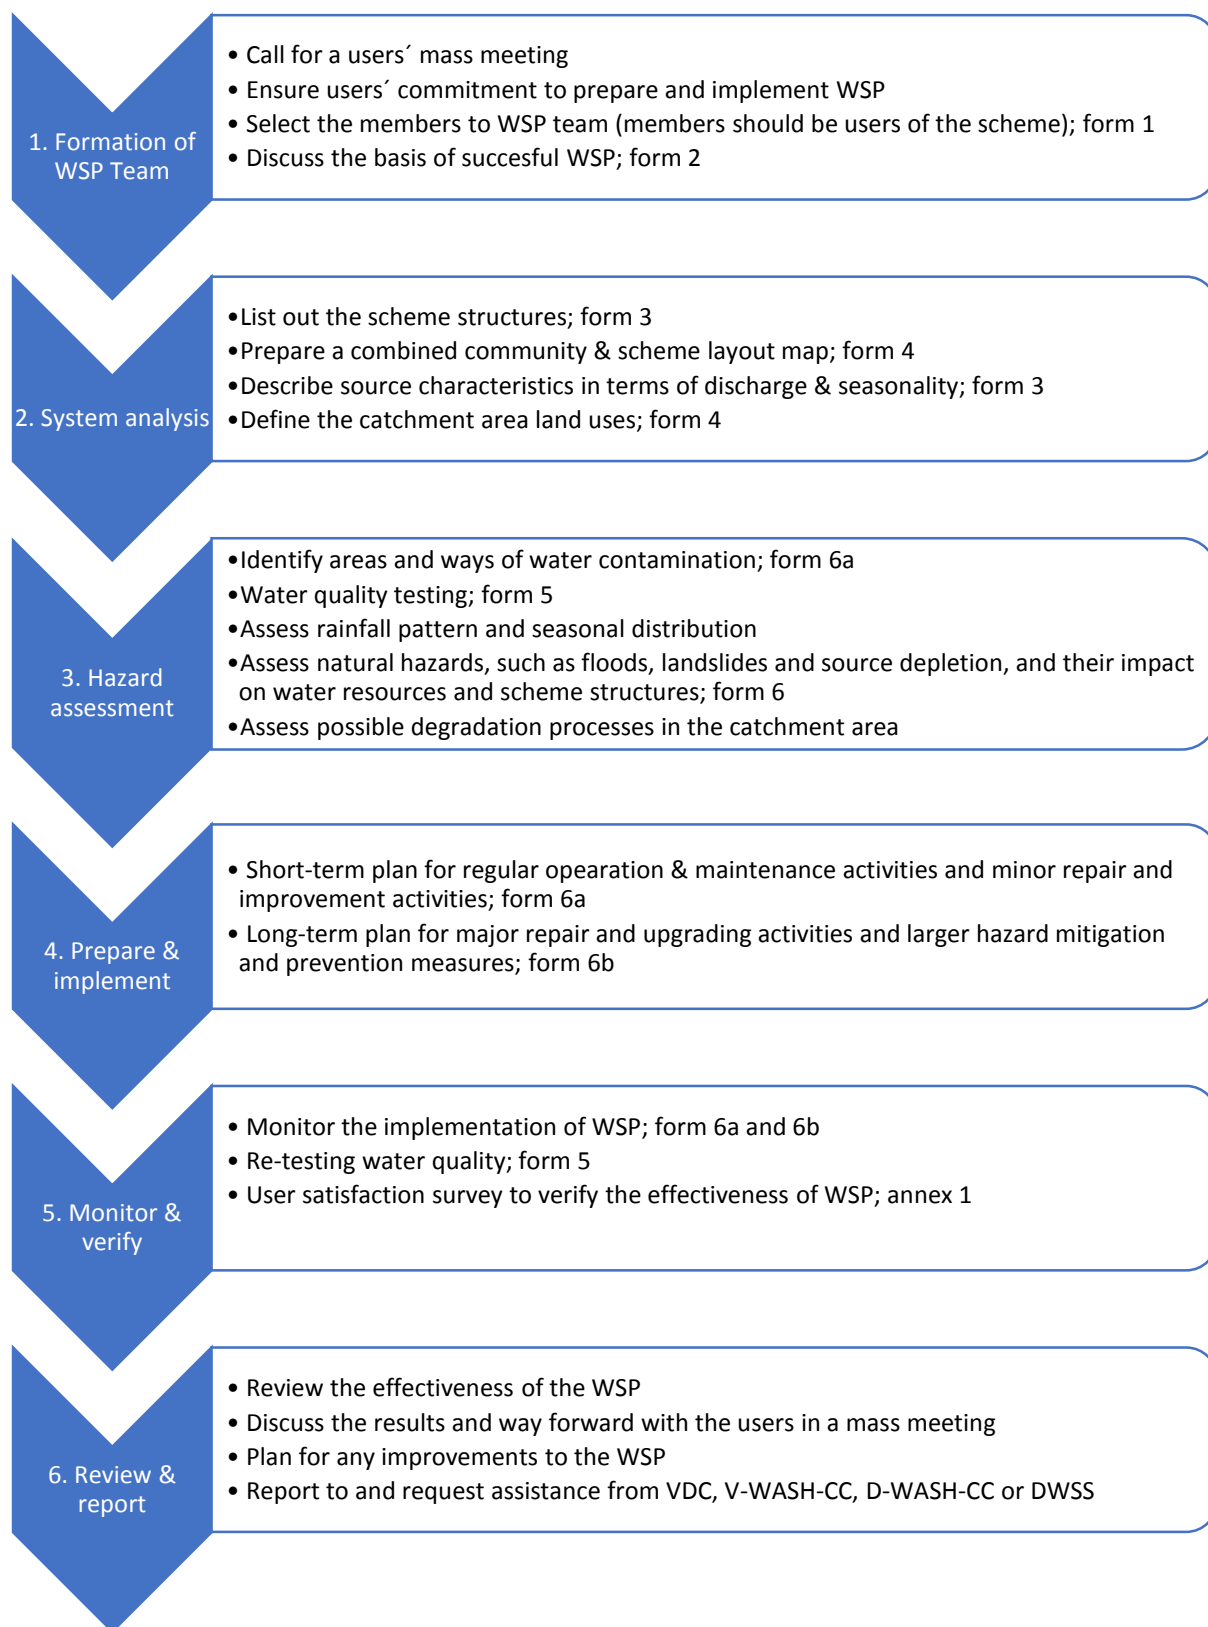 1. Formation of
WSP Team
• Call for a users´ mass meeting
• Ensure users´ commitment to prepare and implement WSP
• Select the members to WSP team (members should be users of the scheme); form 1
• Discuss the basis of succesful WSP; form 2
2. System analysis
•List out the scheme structures; form 3
•Prepare a combined community & scheme layout map; form 4
•Describe source characteristics in terms of discharge & seasonality; form 3
•Define the catchment area land uses; form 4
3. Hazard
assessment
•Identify areas and ways of water contamination; form 6a
•Water quality testing; form 5
•Assess rainfall pattern and seasonal distribution
•Assess natural hazards, such as floods, landslides and source depletion, and their impact
on water resources and scheme structures; form 6
•Assess possible degradation processes in the catchment area
4. Prepare &
implement
• Short-term plan for regular opearation & maintenance activities and minor repair and
improvement activities; form 6a
• Long-term plan for major repair and upgrading activities and larger hazard mitigation
and prevention measures; form 6b
5. Monitor &
verify
• Monitor the implementation of WSP; form 6a and 6b
• Re-testing water quality; form 5
• User satisfaction survey to verify the effectiveness of WSP; annex 1
6. Review &
report
• Review the effectiveness of the WSP
• Discuss the results and way forward with the users in a mass meeting
• Plan for any improvements to the WSP
• Report to and request assistance from VDC, V-WASH-CC, D-WASH-CC or DWSS